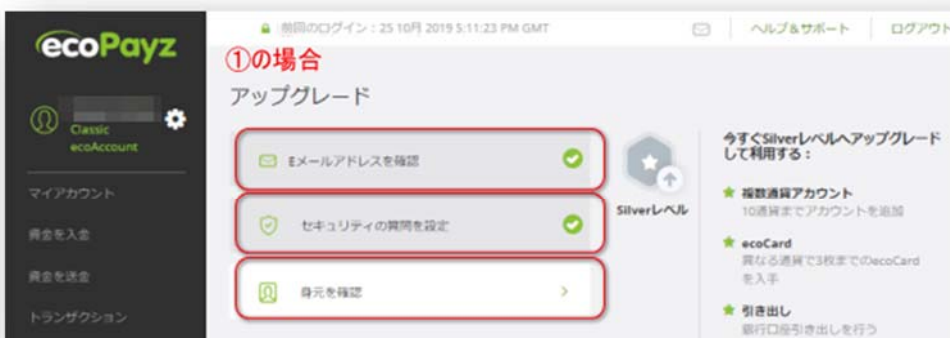 ecoPayz
前回のログイン : 25 10月 2019 5:11:23 PM GMT
ヘルプ&サポート
ログアウト
①の場合
アップグレード
Classic
ecoAccount
マイアカウント
資金を入金
資金を送金
トランザクション
Eメールアドレスを確認
セキュリティの質問を設定
身元を確認
Silverレベル
今すぐSilverレベルへアップグレード
して利用する:
複数通貨アカウント
10通貨までアカウントを追加
ecoCard
異なる通貨で3枚までのecoCard
を入手
引き出し
銀行口座引き出しを行う